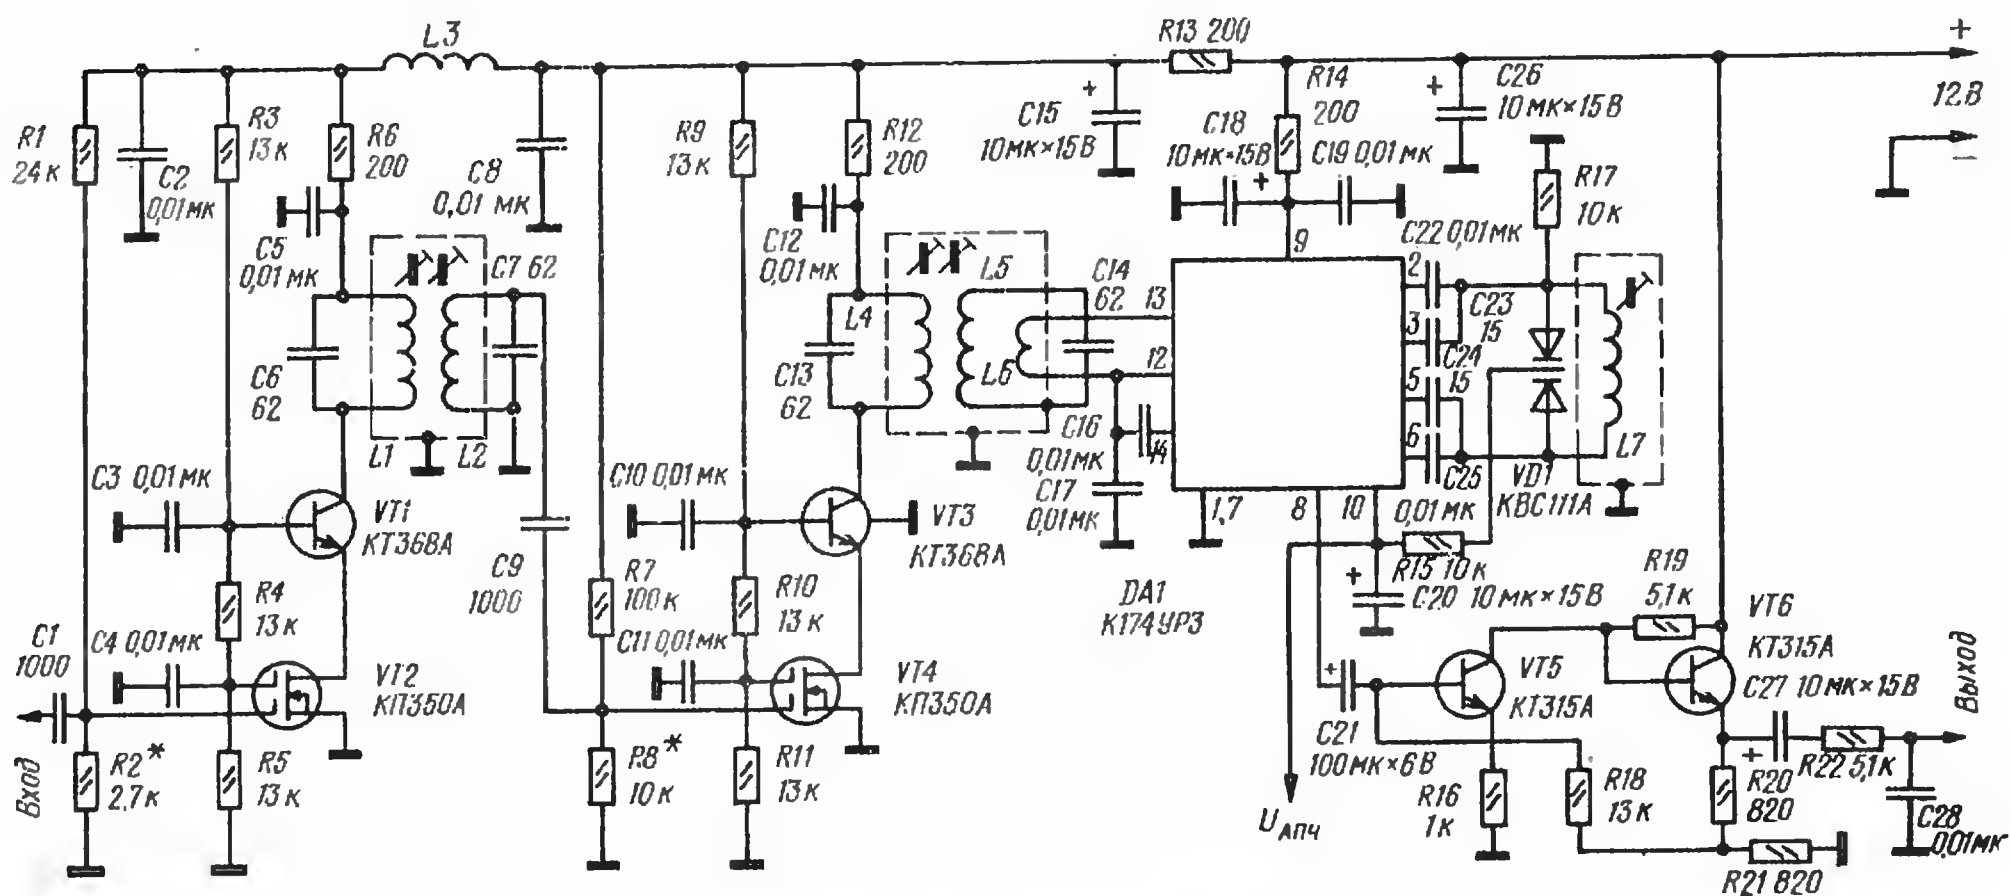 L3
R13 200
+
12В
−
R1
24к
C2
0,01мк
R3
13к
R6
200
C8
0,01 мк
R9
13к
R12
200
C15
+
10мк×15В
R14
200
C18
10мк×15В
+
C19 0,01мк
C26
+
10мк×15В
R17
10к
C5
0,01мк
C7 62
C12
0,01мк
L5
C14
62
13
9
C22 0,01мк
2
C23
15
3
C6
62
L4
C13
62
L6
12
C24
15
5
6
L1
L2
C16
0,01мк
14
C17
0,01мк
C25
0,01мк
VD1
КВС111А
L7
C3 0,01мк
VT1
КТ368А
C10 0,01мк
VT3
КТ368А
1,7
8
10
C9
1000
R4
13к
R7
100к
R10
13к
DA1
К174УР3
R15 10к
+
C20 10мк×15В
R19
5,1к
VT6
КТ315А
C1
1000
C4 0,01мк
VT2
КП350А
C11 0,01мк
VT4
КП350А
+
C21
100мк×6В
VT5
КТ315А
C27 10мк×15В
+
Выход
Вход
R2*
2,7к
R5
13к
R8*
10к
R11
13к
UАПЧ
R16
1к
R18
13к
R20
820
R22 5,1к
C28
0,01мк
R21 820